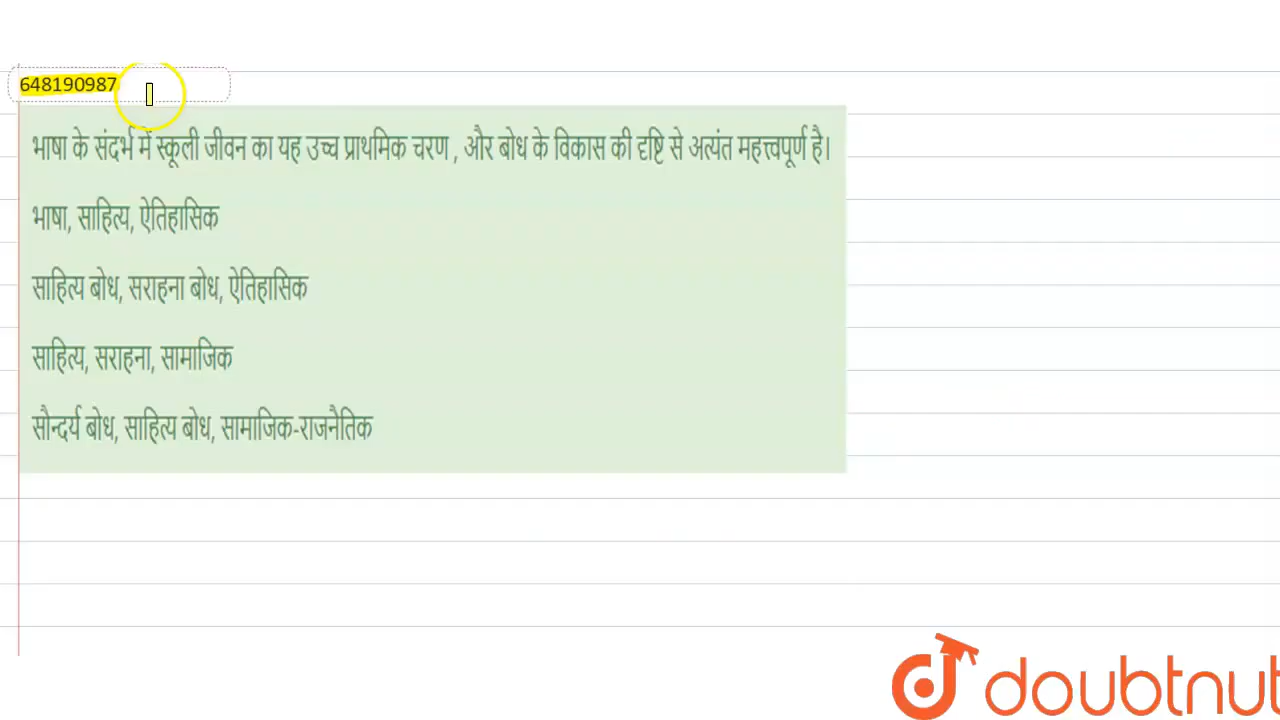 648190987
भाषा के संदर्भ में स्कूली जीवन का यह उच्च प्राथमिक चरण , और बोध के विकास की दृष्टि से अत्यंत महत्त्वपूर्ण है।
भाषा, साहित्य, ऐतिहासिक
साहित्य बोध, सराहना बोध, ऐतिहासिक
साहित्य, सराहना, सामाजिक
सौन्दर्य बोध, साहित्य बोध, सामाजिक-राजनैतिक
doubtnut